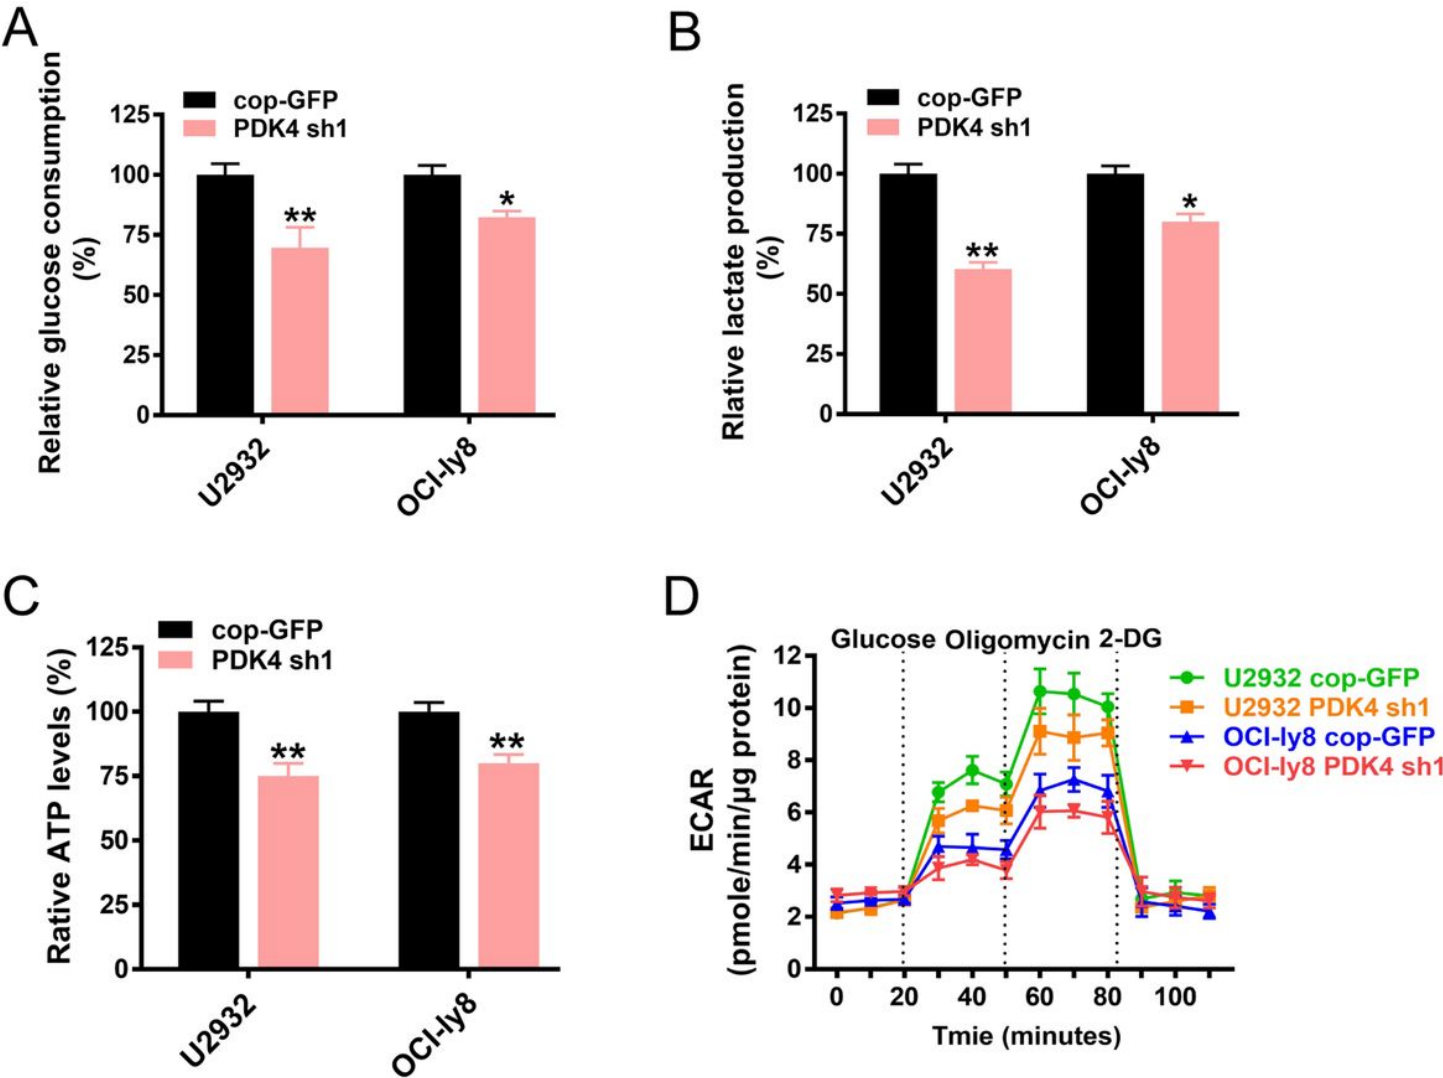 A
Relative glucose consumption
(%)
cop-GFP
PDK4 sh1
125
100
75
50
25
0
**
*
U2932
OCI-ly8
B
Rlative lactate production
(%)
cop-GFP
PDK4 sh1
125
100
75
50
25
0
**
*
U2932
OCI-ly8
C
Rative ATP levels (%)
cop-GFP
PDK4 sh1
125
100
75
50
25
0
**
**
U2932
OCI-ly8
D
ECAR
(pmole/min/µg protein)
Glucose Oligomycin 2-DG
12
10
8
6
4
2
0
0 20 40 60 80 100
Tmie (minutes)
U2932 cop-GFP
U2932 PDK4 sh1
OCI-ly8 cop-GFP
OCI-ly8 PDK4 sh1